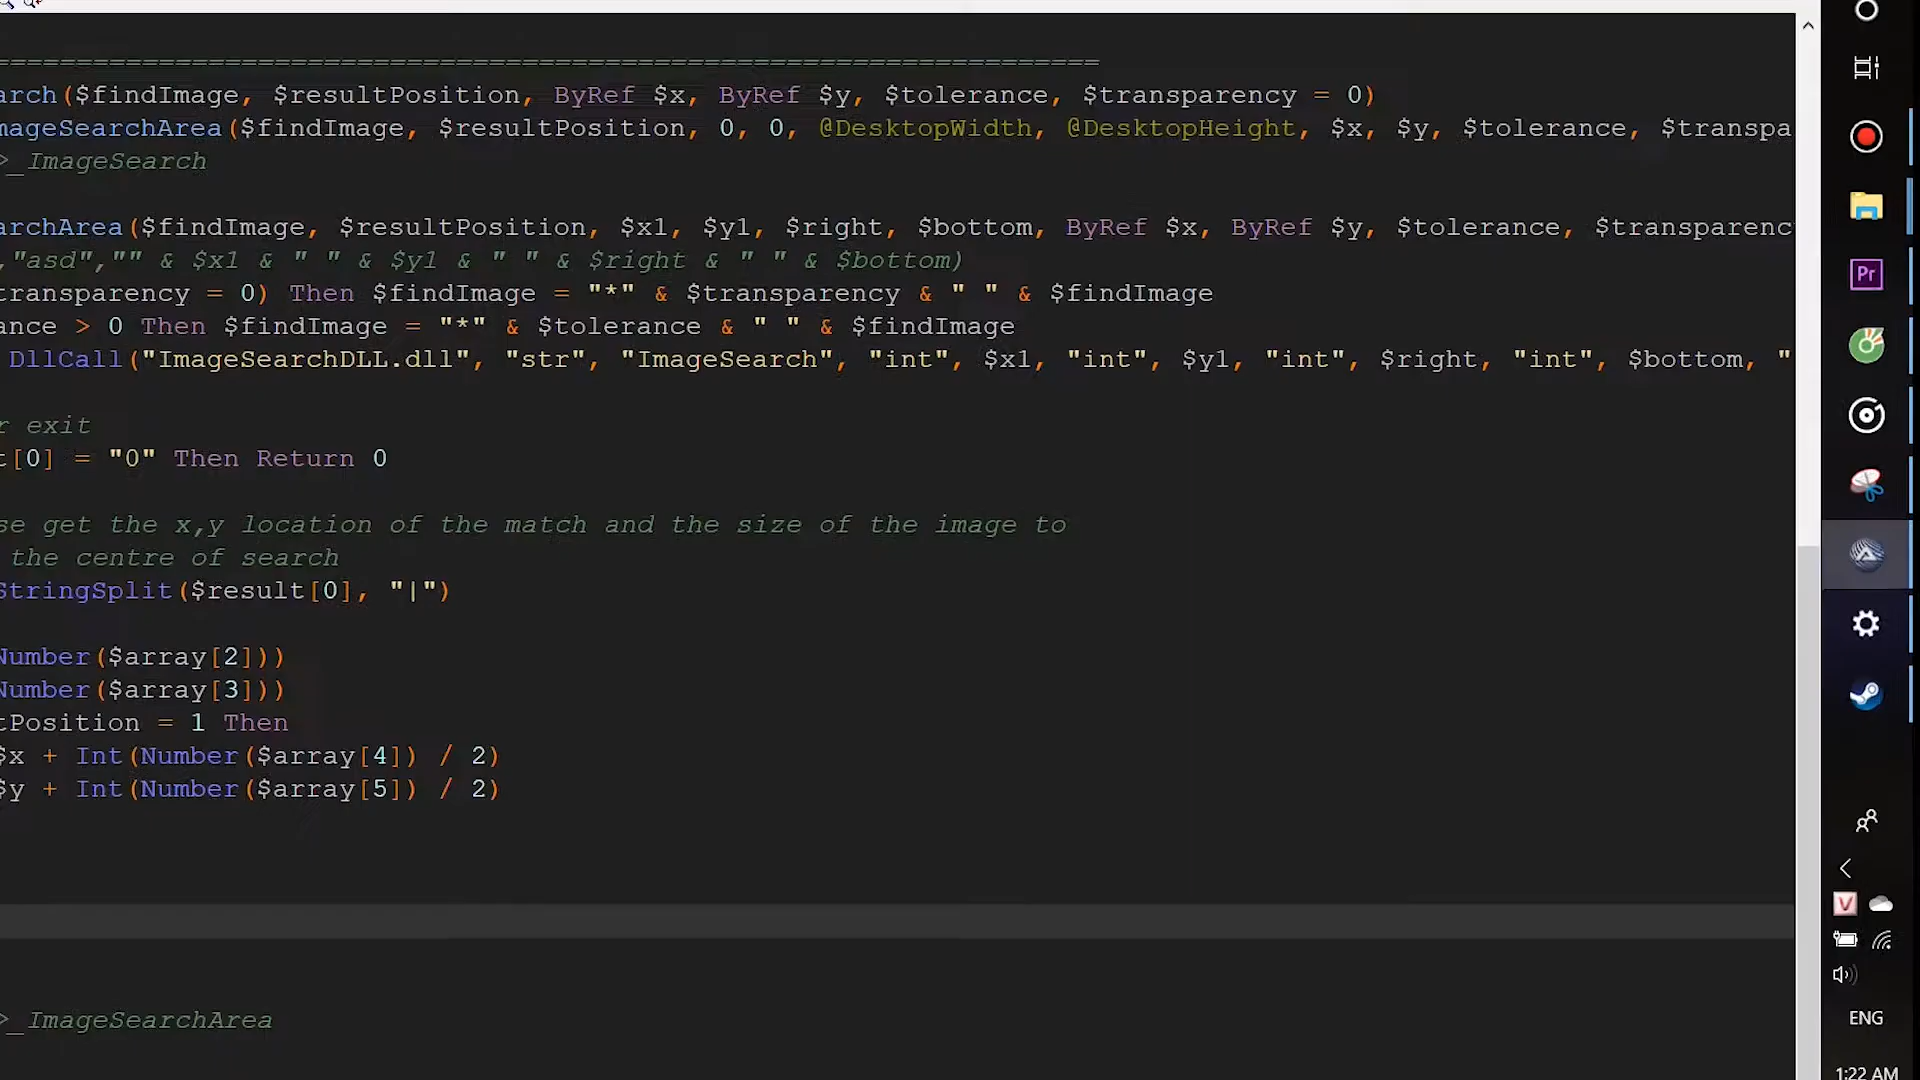 =================================================================
arch($findImage, $resultPosition, ByRef $x, ByRef $y, $tolerance, $transparency = 0)
mageSearchArea($findImage, $resultPosition, 0, 0, @DesktopWidth, @DesktopHeight, $x, $y, $tolerance, $transpa
>_ImageSearch
archArea($findImage, $resultPosition, $x1, $y1, $right, $bottom, ByRef $x, ByRef $y, $tolerance, $transparenc
,"asd","" & $x1 & " " & $y1 & " " & $right & " " & $bottom)
transparency = 0) Then $findImage = "*" & $transparency & " " & $findImage
ance > 0 Then $findImage = "*" & $tolerance & " " & $findImage
DllCall("ImageSearchDLL.dll", "str", "ImageSearch", "int", $x1, "int", $y1, "int", $right, "int", $bottom, "
r exit
t[0] = "0" Then Return 0
se get the x,y location of the match and the size of the image to
the centre of search
StringSplit($result[0], "|")
Number($array[2]))
Number($array[3]))
tPosition = 1 Then
$x + Int(Number($array[4]) / 2)
$y + Int(Number($array[5]) / 2)
>_ImageSearchArea
Pr
V
ENG
1:22 AM